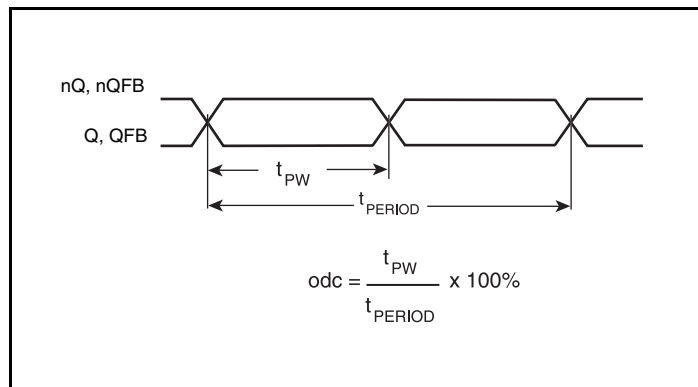 nQ, nQFB
Q, QFB
tPW
tPERIOD
odc = tPW / tPERIOD x 100%